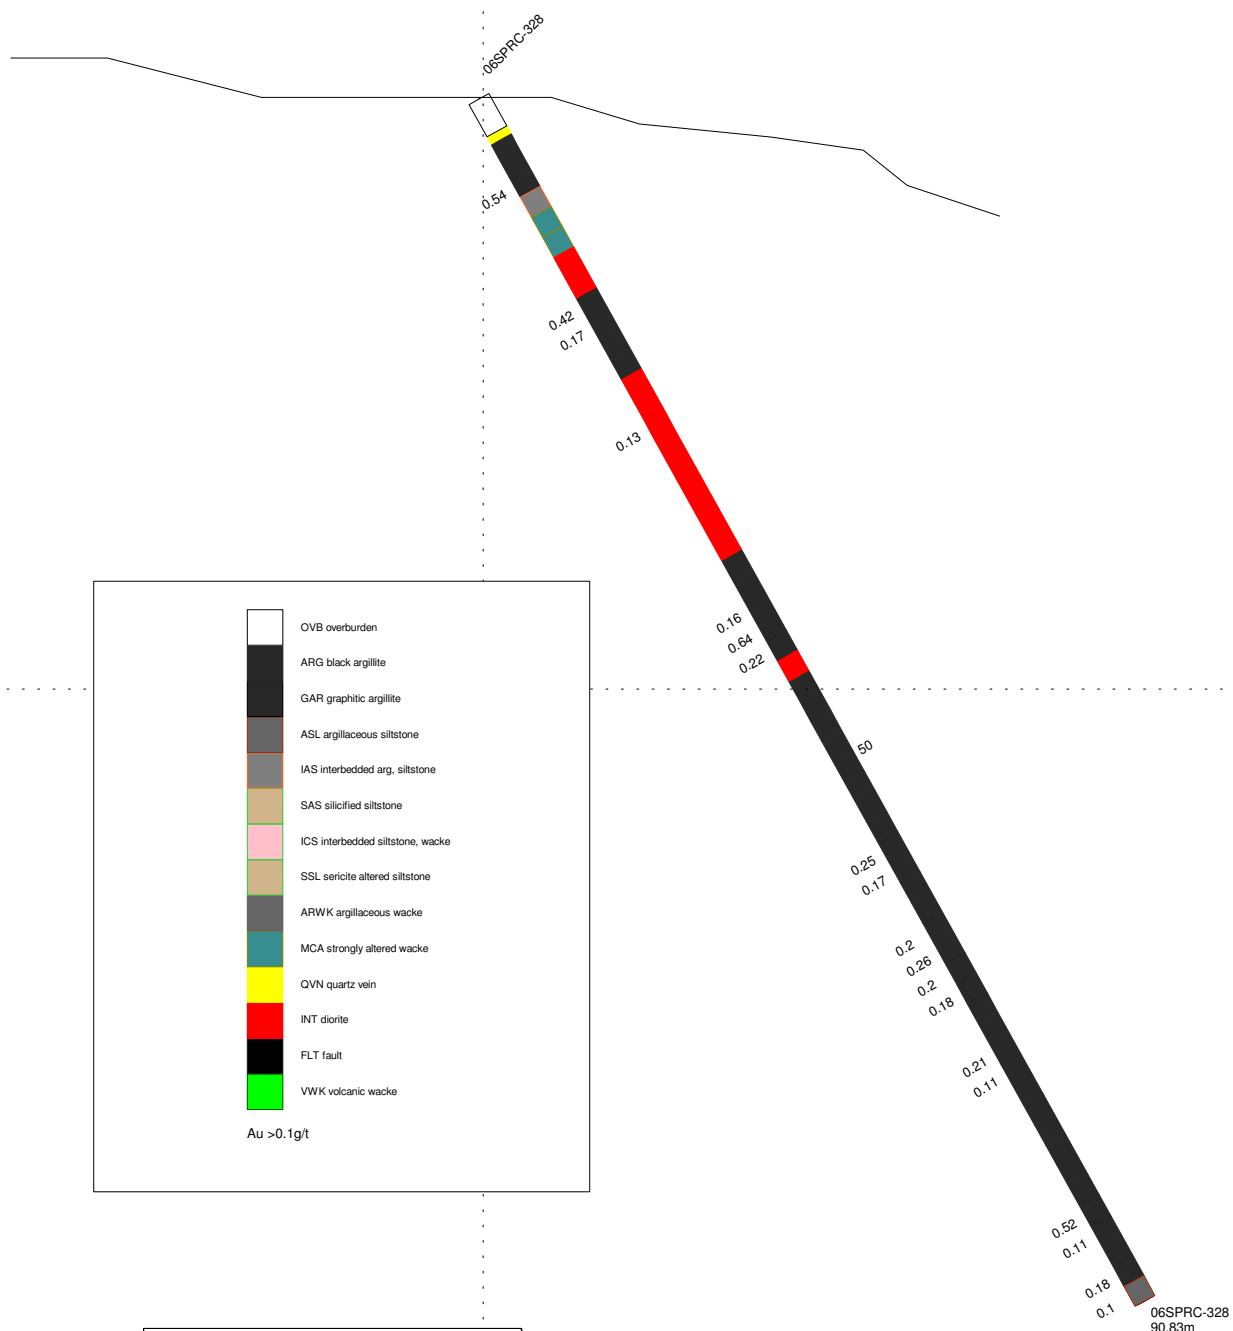 06SPRC-328
0.54
0.42
0.17
0.13
0.16
0.64
0.22
50
0.25
0.17
0.2
0.26
0.2
0.18
0.21
0.11
0.52
0.11
0.18
0.1
06SPRC-328
90.83m
OVB overburden
ARG black argillite
GAR graphitic argillite
ASL argillaceous siltstone
IAS interbedded arg, siltstone
SAS silicified siltstone
ICS interbedded siltstone, wacke
SSL sericite altered siltstone
ARWK argillaceous wacke
MCA strongly altered wacke
QVN quartz vein
INT diorite
FLT fault
VWK volcanic wacke
Au >0.1g/t